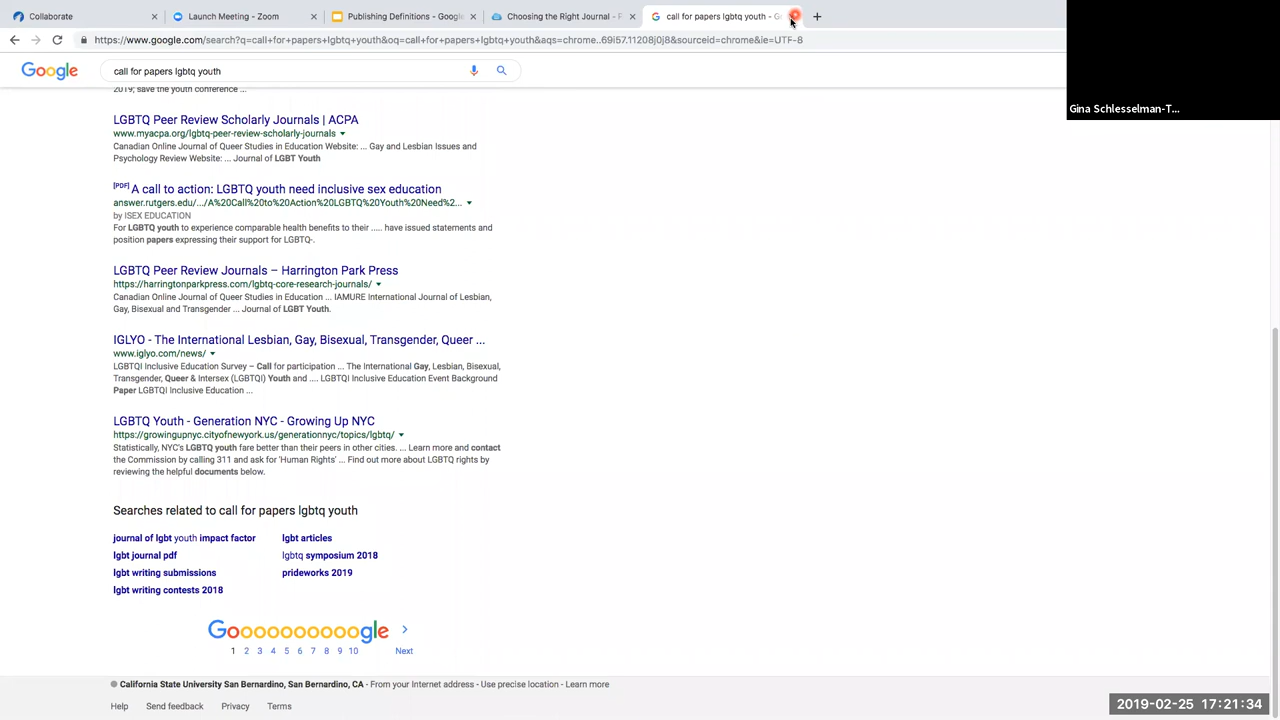 Collaborate
Launch Meeting - Zoom
Publishing Definitions - Google
Choosing the Right Journal - F
call for papers lgbtq youth - Go
https://www.google.com/search?q=call+for+papers+lgbtq+youth&oq=call+for+papers+lgbtq+youth&aqs=chrome..69i57.11208j0j8&sourceid=chrome&ie=UTF-8
Gina Schlesselman-T...
Google
call for papers lgbtq youth
2019; save the youth conference ...
LGBTQ Peer Review Scholarly Journals | ACPA
www.myacpa.org/lgbtq-peer-review-scholarly-journals
Canadian Online Journal of Queer Studies in Education Website: ... Gay and Lesbian Issues and
Psychology Review Website: ... Journal of LGBT Youth
[PDF] A call to action: LGBTQ youth need inclusive sex education
answer.rutgers.edu/.../A%20Call%20to%20Action%20LGBTQ%20Youth%20Need%2...
by ISEX EDUCATION
For LGBTQ youth to experience comparable health benefits to their ..... have issued statements and
position papers expressing their support for LGBTQ-.
LGBTQ Peer Review Journals – Harrington Park Press
https://harringtonparkpress.com/lgbtq-core-research-journals/
Canadian Online Journal of Queer Studies in Education ... IAMURE International Journal of Lesbian,
Gay, Bisexual and Transgender ... Journal of LGBT Youth.
IGLYO - The International Lesbian, Gay, Bisexual, Transgender, Queer ...
www.iglyo.com/news/
LGBTQI Inclusive Education Survey – Call for participation ... The International Gay, Lesbian, Bisexual,
Transgender, Queer & Intersex (LGBTQI) Youth and .... LGBTQI Inclusive Education Event Background
Paper LGBTQI Inclusive Education ...
LGBTQ Youth - Generation NYC - Growing Up NYC
https://growingupnyc.cityofnewyork.us/generationnyc/topics/lgbtq/
Statistically, NYC's LGBTQ youth fare better than their peers in other cities. ... Learn more and contact
the Commission by calling 311 and ask for 'Human Rights' ... Find out more about LGBTQ rights by
reviewing the helpful documents below.
Searches related to call for papers lgbtq youth
journal of lgbt youth impact factor
lgbt articles
lgbt journal pdf
lgbtq symposium 2018
lgbt writing submissions
prideworks 2019
lgbt writing contests 2018
Goooooooooogle
1 2 3 4 5 6 7 8 9 10 Next
California State University San Bernardino, San Bernardino, CA - From your Internet address - Use precise location - Learn more
Help Send feedback Privacy Terms
2019-02-25 17:21:34